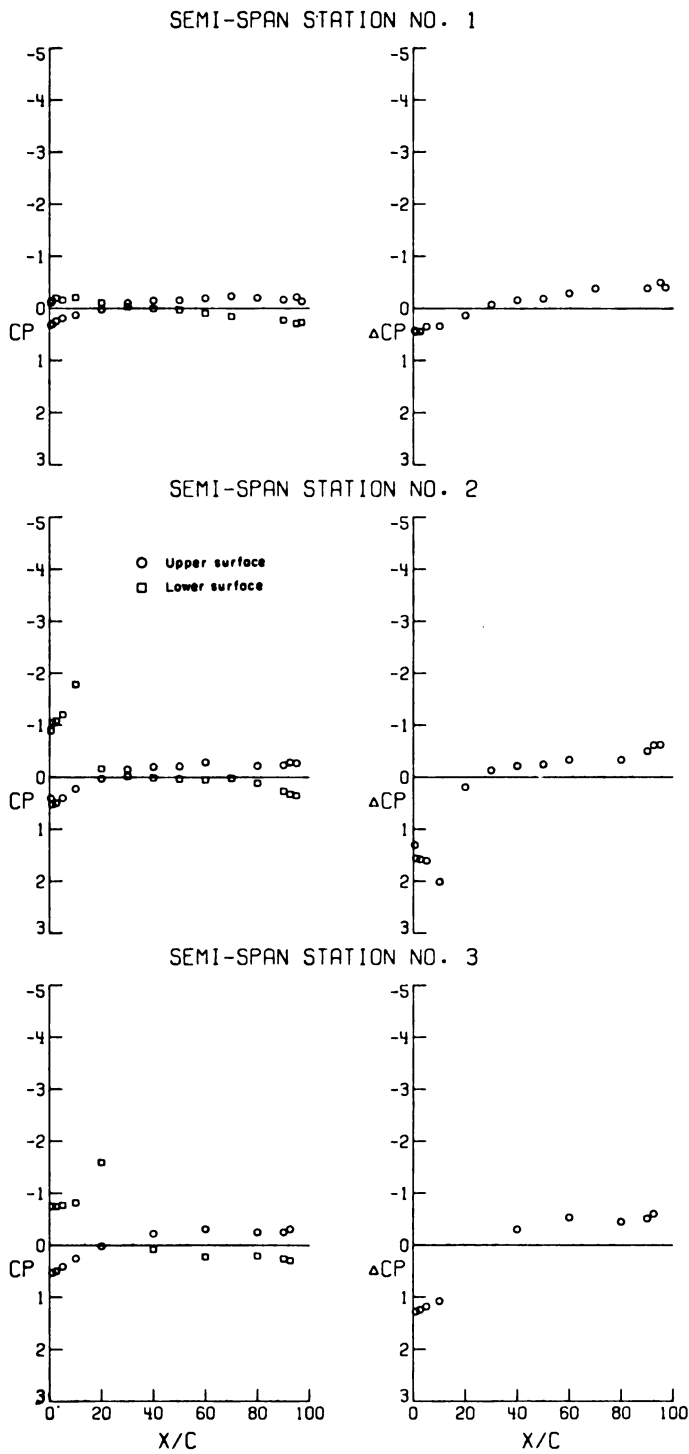 SEMI-SPAN STATION NO. 1
-5 -5
-4 -4
-3 -3
-2 -2
-1 -1
0 0
CP ΔCP
1 1
2 2
3 3
SEMI-SPAN STATION NO. 2
-5 -5
-4 -4
○ Upper surface
□ Lower surface
-3 -3
-2 -2
-1 -1
0 0
CP ΔCP
1 1
2 2
3 3
SEMI-SPAN STATION NO. 3
-5 -5
-4 -4
-3 -3
-2 -2
-1 -1
0 0
CP ΔCP
1 1
2 2
3 3
0 20 40 60 80 100 0 20 40 60 80 100
X/C X/C